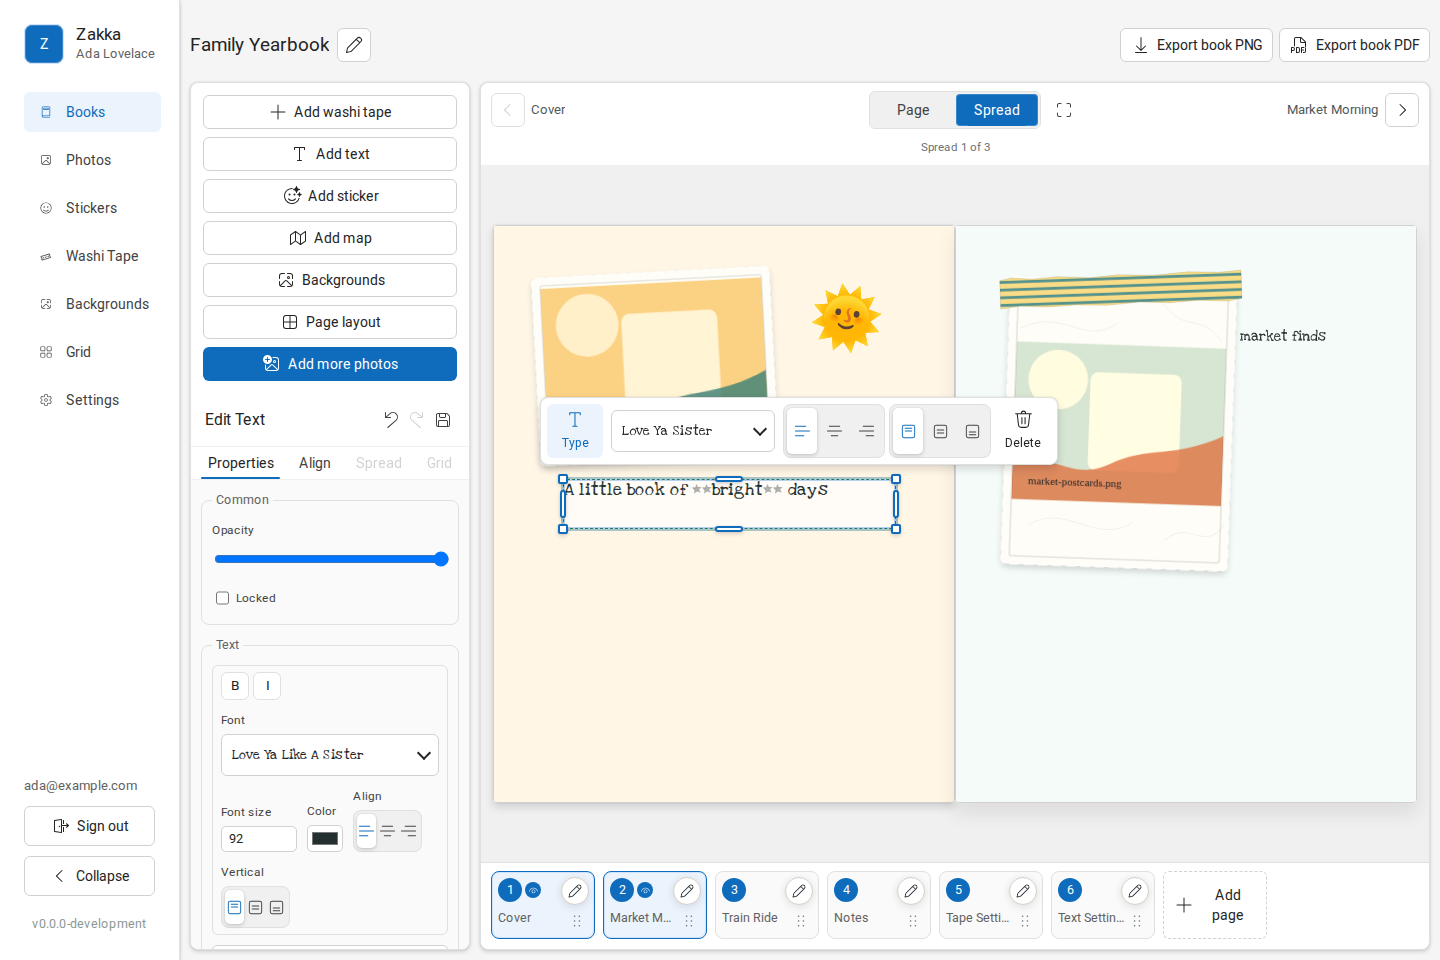 Z
Zakka
Ada Lovelace
Books
Photos
Stickers
Washi Tape
Backgrounds
Grid
Settings
ada@example.com
Sign out
Collapse
v0.0.0-development
Family Yearbook
Export book PNG
PDF
Export book PDF
Add washi tape
Add text
Add sticker
Add map
Backgrounds
Page layout
Add more photos
Edit Text
Properties
Align
Spread
Grid
Common
Opacity
Locked
Text
B
I
Font
Love Ya Like A Sister
Font size
Color
Align
92
Vertical
Cover
Page
Spread
Market Morning
Spread 1 of 3
Type
Love Ya Sister
Delete
A little book of **bright** days
market finds
market-postcards.png
1
Cover
2
Market M...
3
Train Ride
4
Notes
5
Tape Setti...
6
Text Settin...
Add page